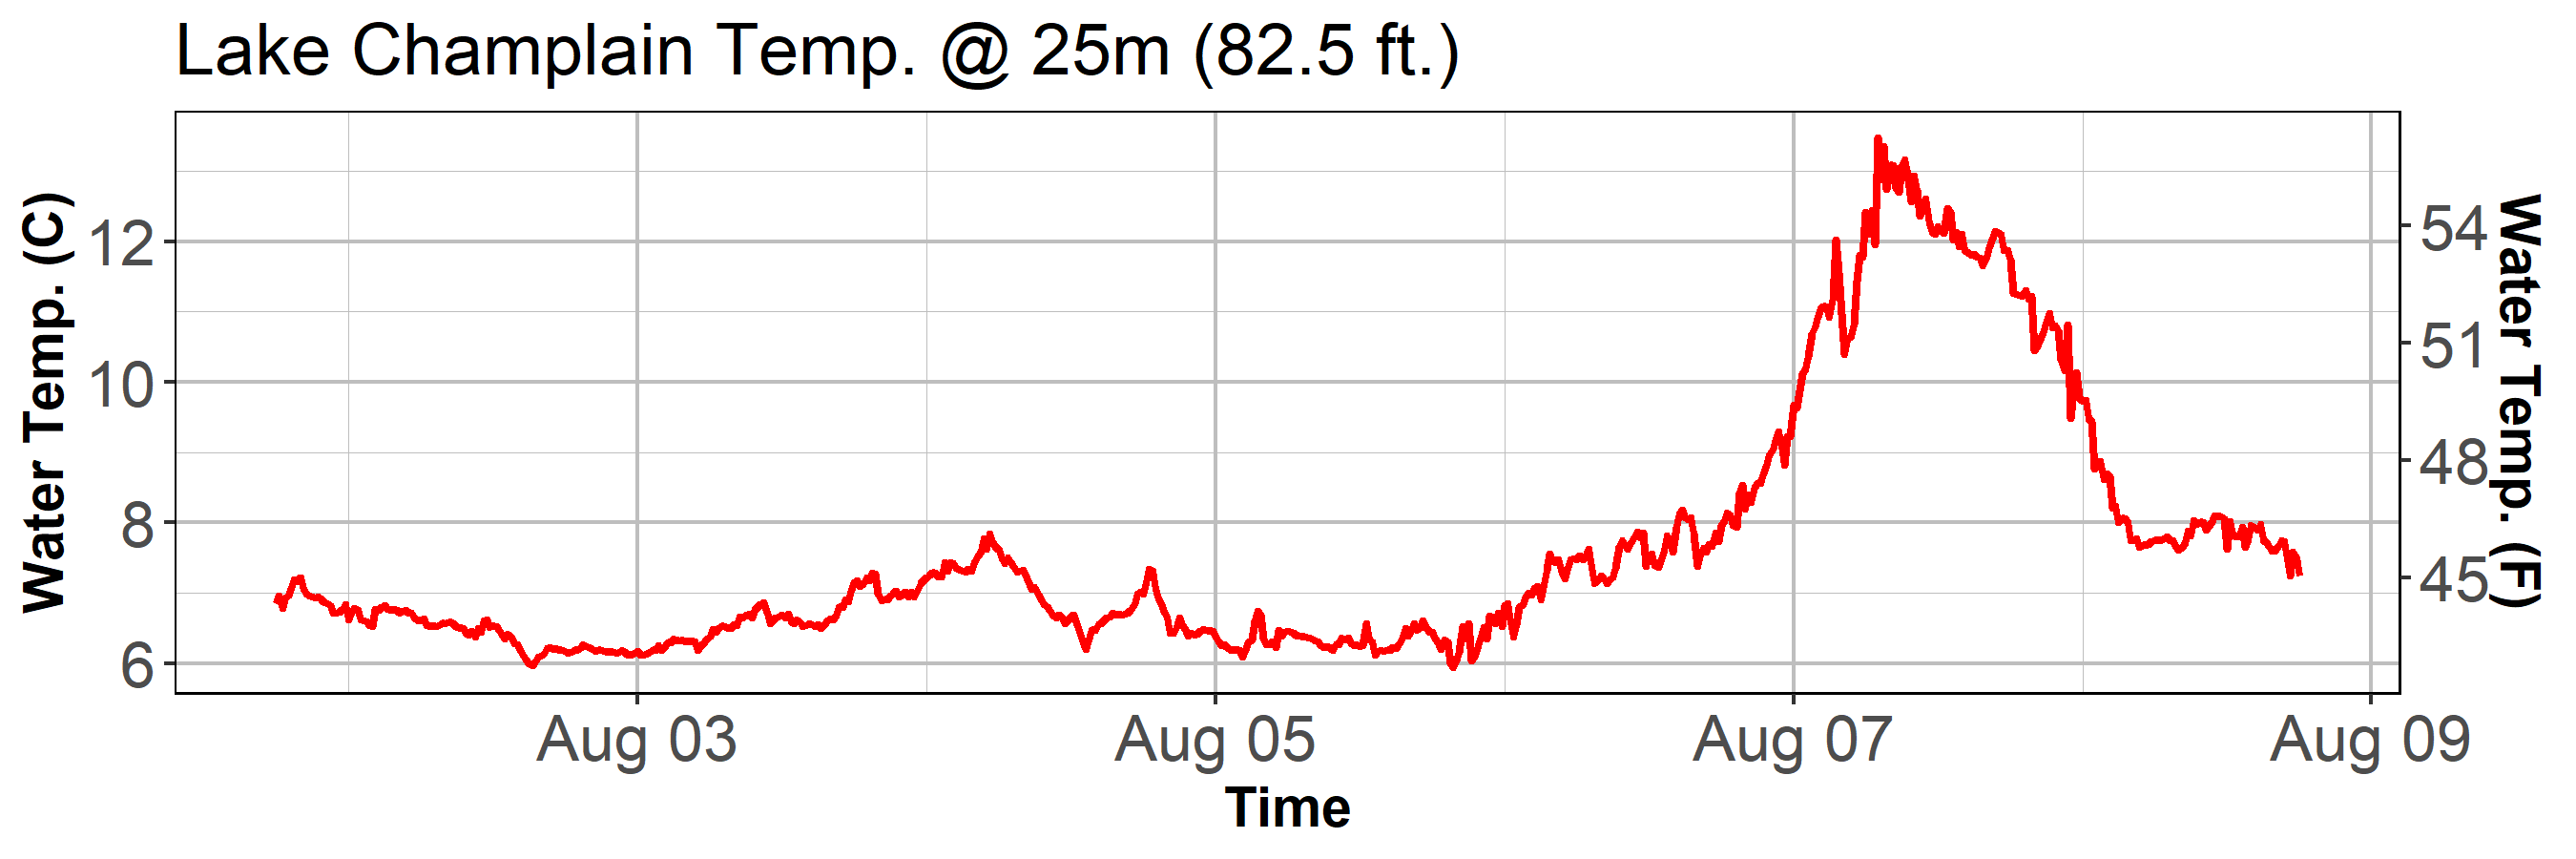 Lake Champlain Temp. @ 25m (82.5 ft.)
Water Temp. (C)
12
10
8
6
54
51
48
45
Water Temp. (F)
Aug 03 Aug 05 Aug 07 Aug 09
Time